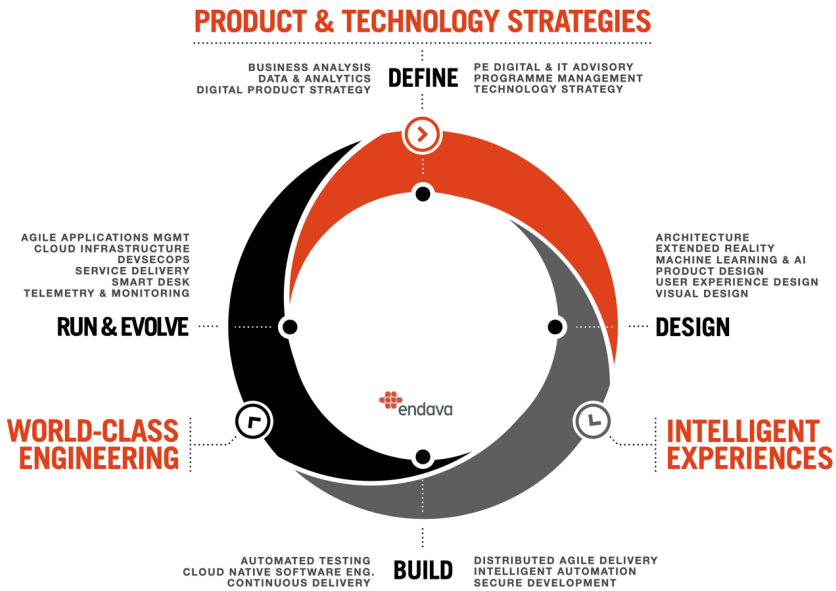 PRODUCT & TECHNOLOGY STRATEGIES
BUSINESS ANALYSIS
DATA & ANALYTICS
DIGITAL PRODUCT STRATEGY
DEFINE
PE DIGITAL & IT ADVISORY
PROGRAMME MANAGEMENT
TECHNOLOGY STRATEGY
AGILE APPLICATIONS MGMT
CLOUD INFRASTRUCTURE
DEVSECOPS
SERVICE DELIVERY
SMART DESK
TELEMETRY & MONITORING
RUN & EVOLVE
ARCHITECTURE
EXTENDED REALITY
MACHINE LEARNING & AI
PRODUCT DESIGN
USER EXPERIENCE DESIGN
VISUAL DESIGN
DESIGN
endava
WORLD-CLASS
ENGINEERING
INTELLIGENT
EXPERIENCES
AUTOMATED TESTING
CLOUD NATIVE SOFTWARE ENG.
CONTINUOUS DELIVERY
BUILD
DISTRIBUTED AGILE DELIVERY
INTELLIGENT AUTOMATION
SECURE DEVELOPMENT